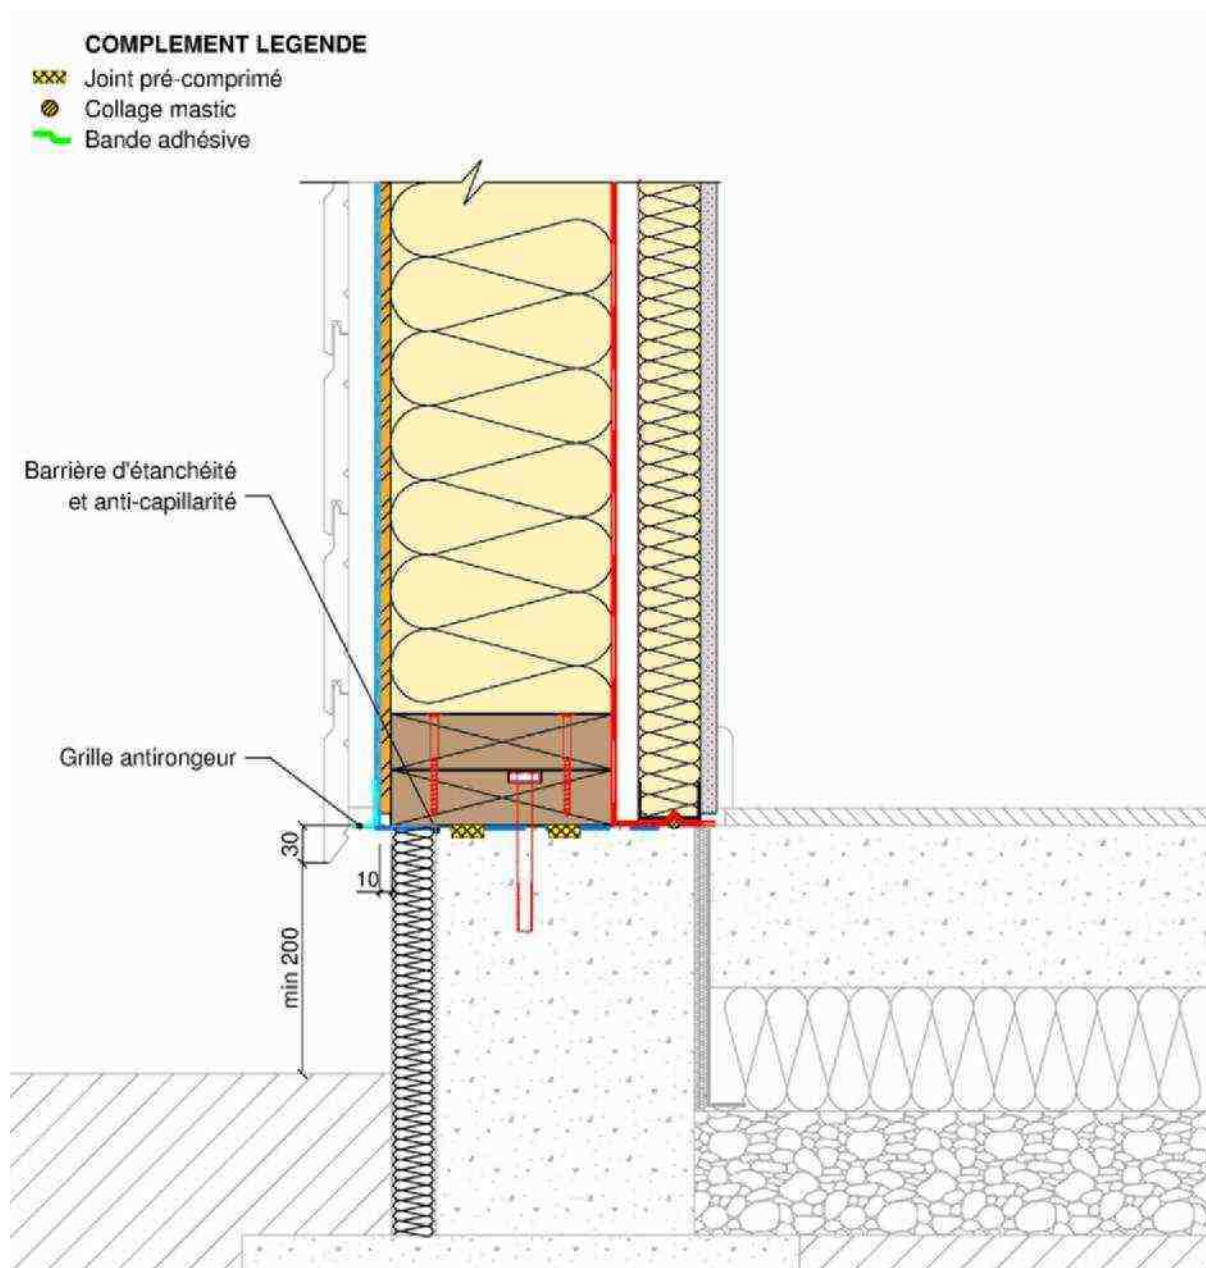 COMPLEMENT LEGENDE
Joint pré-comprimé
Collage mastic
Bande adhésive
Barrière d'étanchéité
et anti-capillarité
Grille antirongeur
30
10
min 200